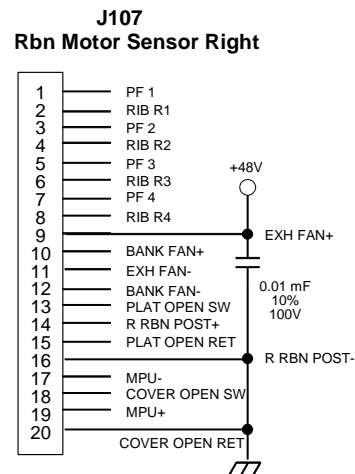 J107
Rbn Motor Sensor Right
1 PF 1
2 RIB R1
3 PF 2
4 RIB R2
5 PF 3
6 RIB R3
7 PF 4
8 RIB R4
+48V
9 EXH FAN+
10 BANK FAN+
11 EXH FAN-
12 BANK FAN-
13 PLAT OPEN SW
14 R RBN POST+
15 PLAT OPEN RET
0.01 mF
10%
100V
16 R RBN POST-
17 MPU-
18 COVER OPEN SW
19 MPU+
20 COVER OPEN RET